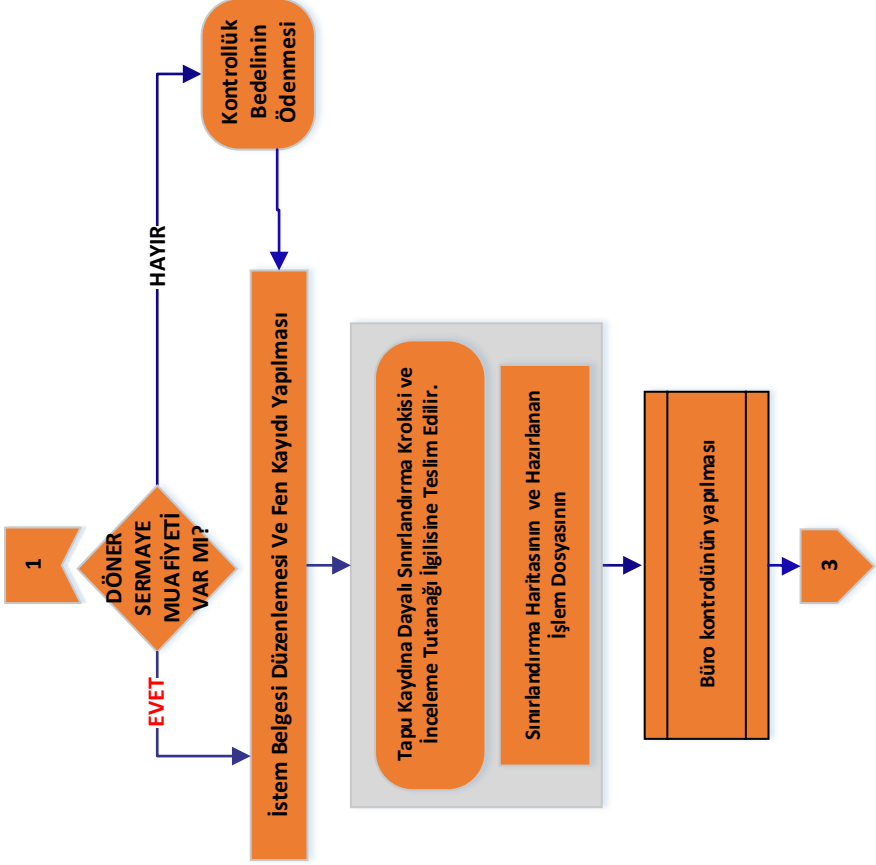 1
DÖNER
SERMAYE
MUAFİYETİ
VAR MI?
EVET
HAYIR
Kontrollük
Bedelinin
Ödenmesi
İstem Belgesi Düzenlemesi Ve Fen Kayıdı Yapılması
Tapu Kaydına Dayalı Sınırlandırma Krokisi ve
İnceleme Tutanağı İlgilisine Teslim Edilir.
Sınırlandırma Haritasının ve Hazırlanan
İşlem Dosyasının
Büro kontrolünün yapılması
3